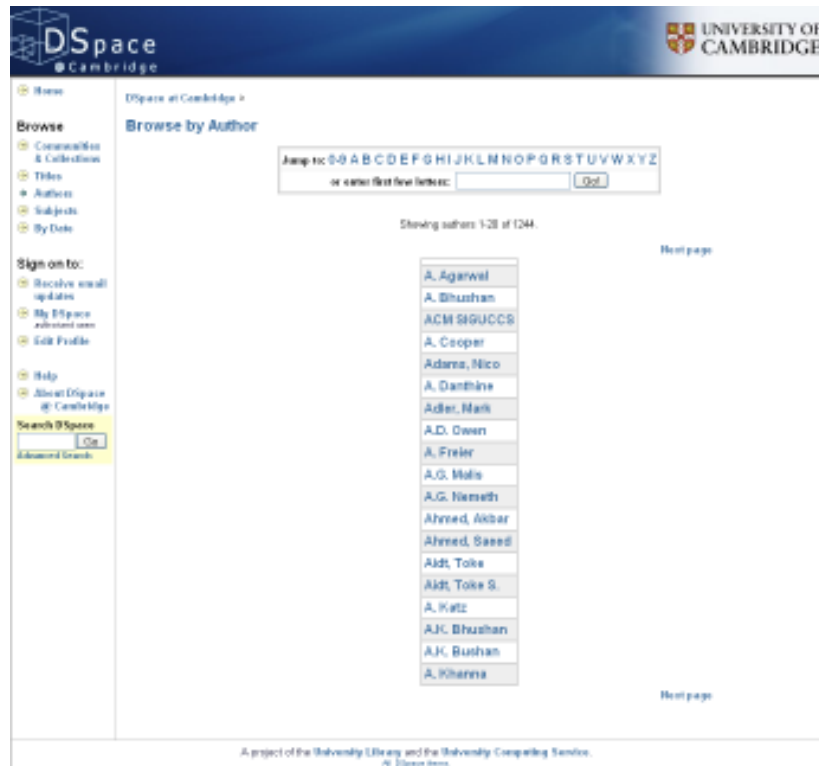 DSpace
@Cambridge
UNIVERSITY OF
CAMBRIDGE
Home
Browse
Communities
& Collections
Titles
Authors
Subjects
By Date
Sign on to:
Receive email
updates
My DSpace
authorized users
Edit Profile
Help
About DSpace
@ Cambridge
Search DSpace
Go
Advanced Search
DSpace at Cambridge >
Browse by Author
Jump to: 0-9 A B C D E F G H I J K L M N O P Q R S T U V W X Y Z
or enter first few letters: Go!
Showing authors 1-20 of 1244.
Next page
A. Agarwal
A. Bhushan
ACM SIGUCCS
A. Cooper
Adams, Nico
A. Danthine
Adler, Mark
A.D. Owen
A. Freier
A.G. Malis
A.G. Nemeth
Ahmed, Akbar
Ahmed, Saeed
Aidt, Toke
Aidt, Toke S.
A. Katz
A.K. Bhushan
A.K. Bushan
A. Khanna
Next page
A project of the University Library and the University Computing Service.